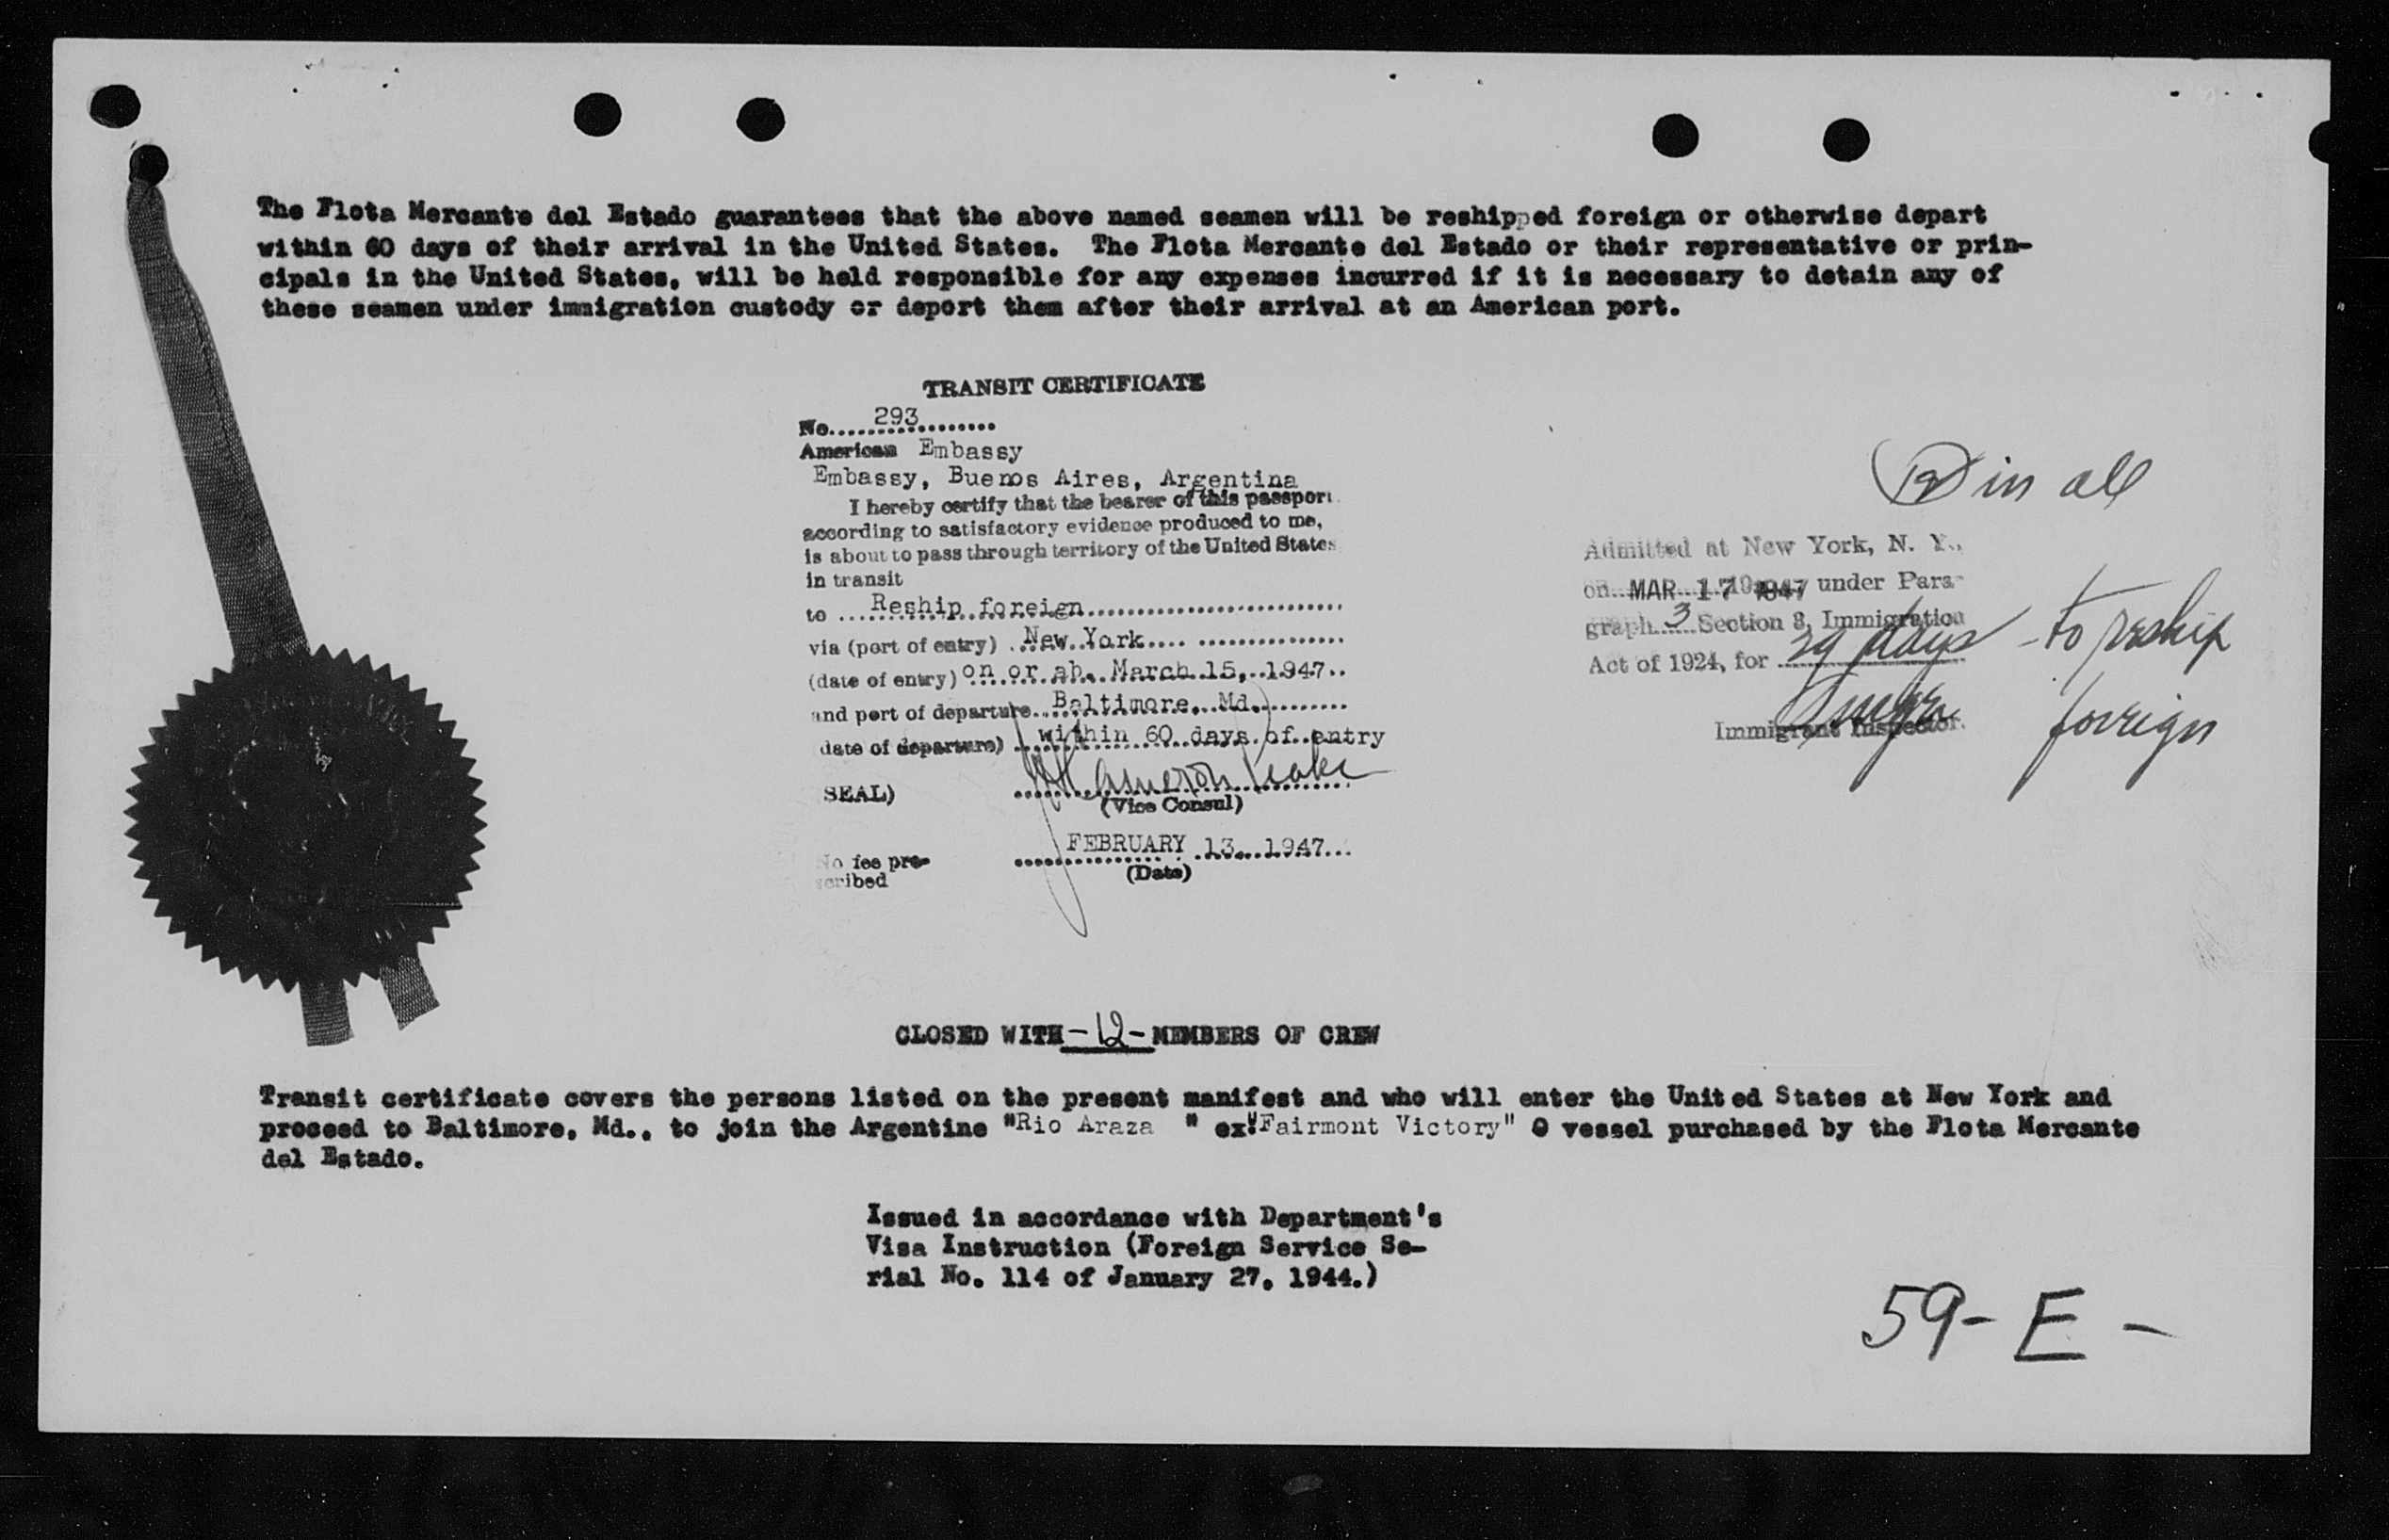 The Flota Mercante del Estado guarantees that the above named seamen will be reshipped foreign or otherwise depart
within 60 days of their arrival in the United States. The Flota Mercante del Estado or their representative or prin-
cipals in the United States, will be held responsible for any expenses incurred if it is necessary to detain any of
these seamen under immigration custody or deport them after their arrival at an American port.
TRANSIT CERTIFICATE
No. 293
American Embassy
Embassy, Buenos Aires, Argentina
I hereby certify that the bearer of this passport
according to satisfactory evidence produced to me,
is about to pass through territory of the United States
in transit
to Reship foreign
via (port of entry) New York
(date of entry) on or ab. March 15, 1947
and port of departure Baltimore, Md.
date of departure) within 60 days of entry
SEAL)
(Vice Consul)
FEBRUARY 13, 1947
No fee pre-
scribed
(Date)
12 in all
Admitted at New York, N. Y.,
on MAR 17 1947 under Para-
graph 3 Section 3, Immigration
Act of 1924, for 29 days - to reship
foreign
Immigrant Inspector.
CLOSED WITH -12- MEMBERS OF CREW
Transit certificate covers the persons listed on the present manifest and who will enter the United States at New York and
proceed to Baltimore, Md., to join the Argentine "Rio Araza " ex "Fairmont Victory" O vessel purchased by the Flota Mercante
del Estado.
Issued in accordance with Department's
Visa Instruction (Foreign Service Se-
rial No. 114 of January 27, 1944.)
59-E-